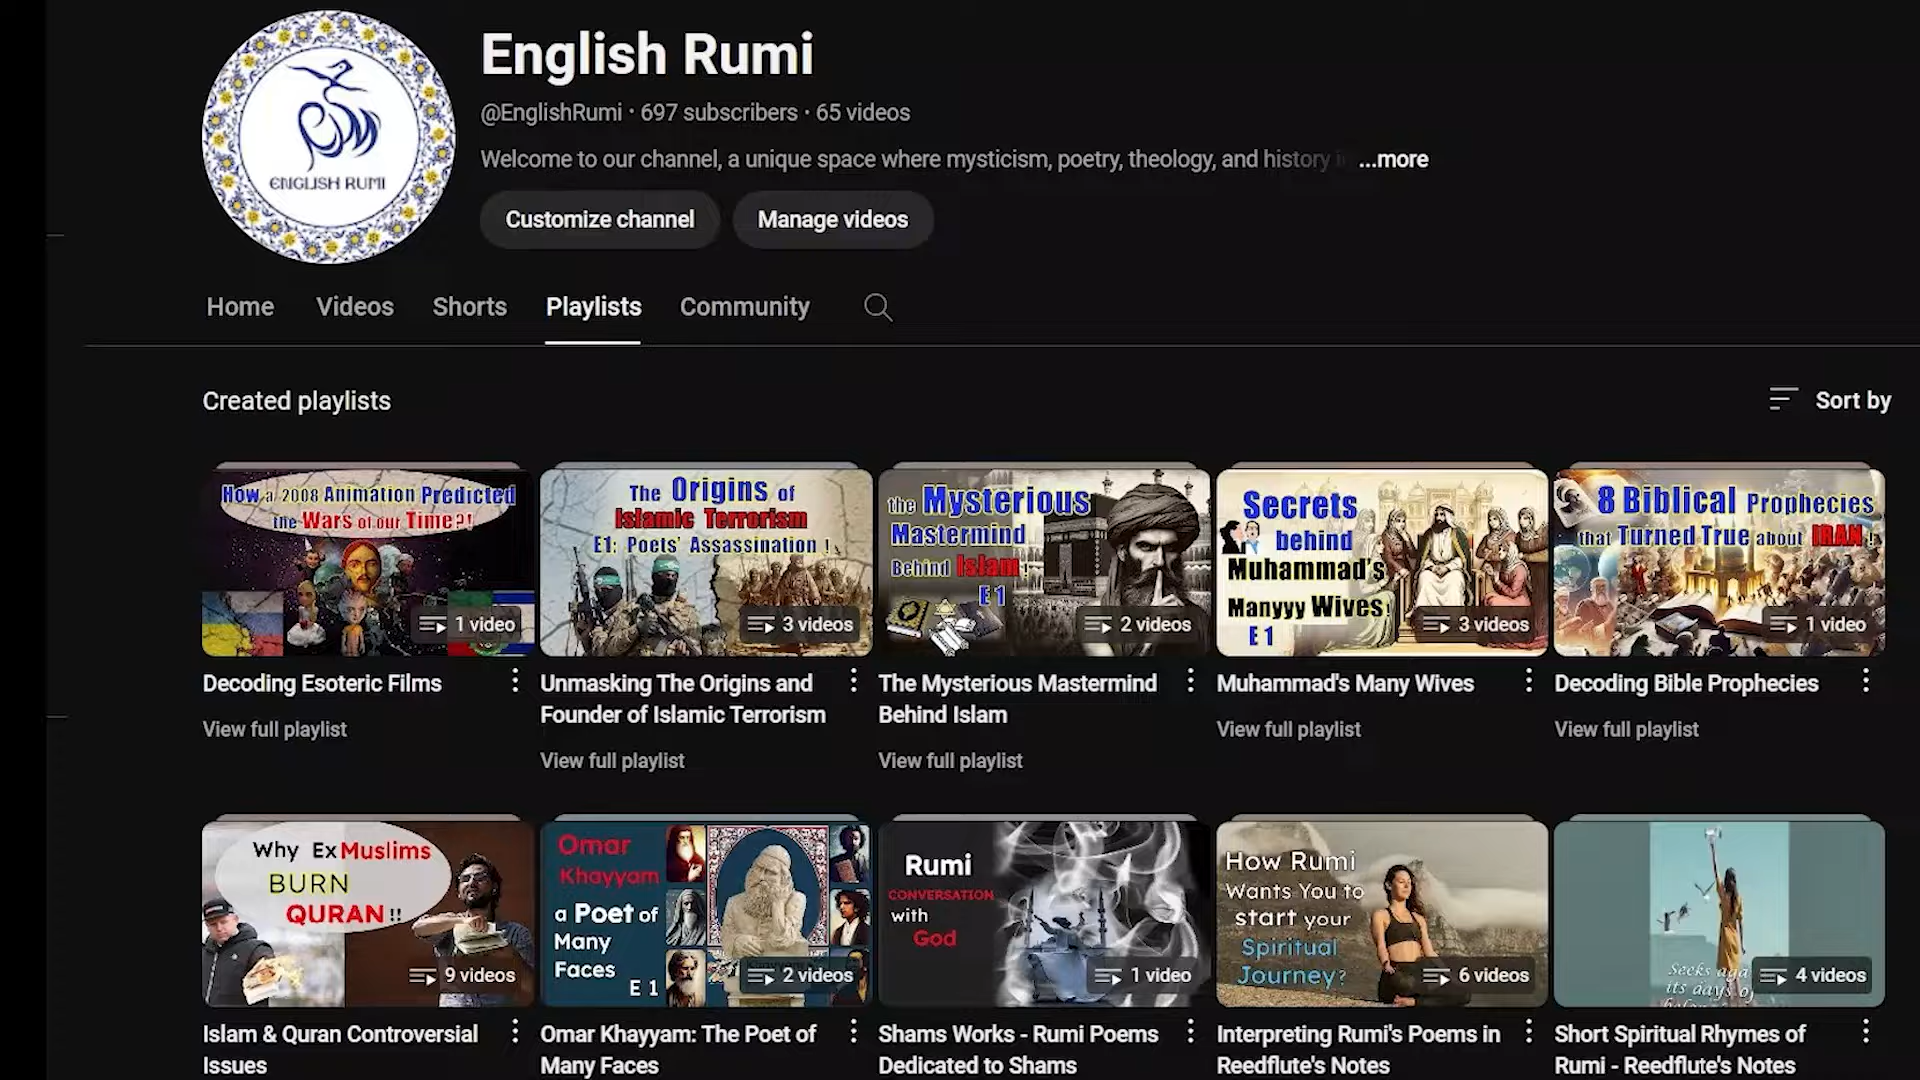 English Rumi
@EnglishRumi · 697 subscribers · 65 videos
Welcome to our channel, a unique space where mysticism, poetry, theology, and history ...more
ENGLISH RUMI
Customize channel
Manage videos
Home
Videos
Shorts
Playlists
Community
Created playlists
Sort by
How a 2008 Animation Predicted
the Wars of our Time?!
1 video
The Origins of
Islamic Terrorism
E1: Poets' Assassination !
3 videos
the Mysterious
Mastermind
Behind Islam !
E 1
2 videos
Secrets
behind
Muhammad's
Manyyy Wives!
E 1
3 videos
8 Biblical Prophecies
that Turned True about IRAN !
1 video
Decoding Esoteric Films
View full playlist
Unmasking The Origins and
Founder of Islamic Terrorism
View full playlist
The Mysterious Mastermind
Behind Islam
View full playlist
Muhammad's Many Wives
View full playlist
Decoding Bible Prophecies
View full playlist
Why Ex Muslims
BURN
QURAN !!
9 videos
Omar
Khayyam
a Poet of
Many
Faces
E 1
2 videos
Rumi
CONVERSATION
with
God
1 video
How Rumi
Wants You to
start your
Spiritual
Journey?
6 videos
Seeks aga
its days of
4 videos
Islam & Quran Controversial
Issues
Omar Khayyam: The Poet of
Many Faces
Shams Works - Rumi Poems
Dedicated to Shams
Interpreting Rumi's Poems in
Reedflute's Notes
Short Spiritual Rhymes of
Rumi - Reedflute's Notes